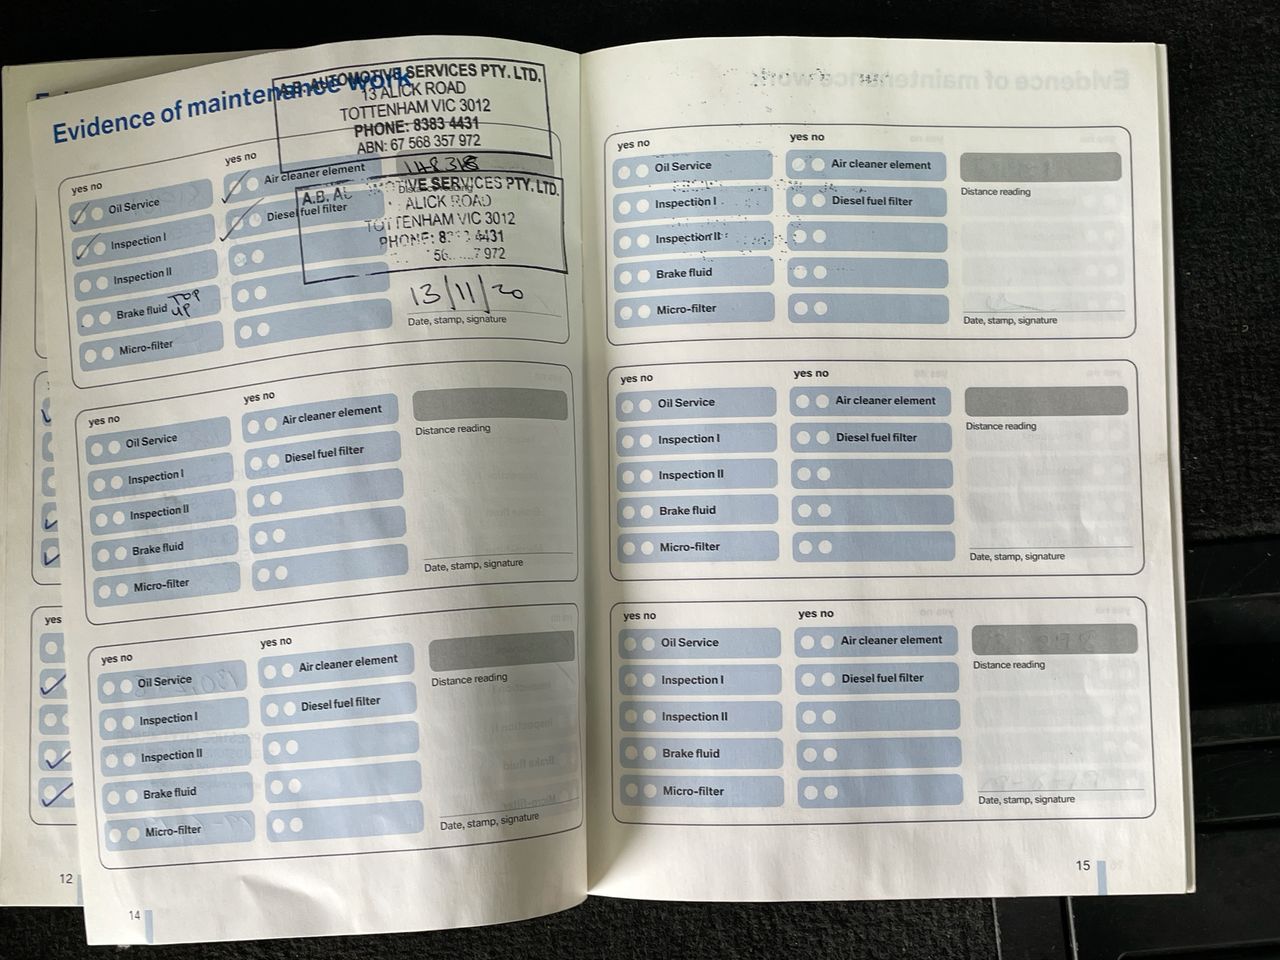 Evidence of maintenance work
A.B. AUTOMOTIVE SERVICES PTY. LTD.
13 ALICK ROAD
TOTTENHAM VIC 3012
PHONE: 8383 4431
ABN: 67 568 357 972
yes no
yes no
Oil Service
Air cleaner element
Inspection I
Diesel fuel filter
Inspection II
Brake fluid TOP UP
Micro-filter
A.B. AU MOTIVE SERVICES PTY. LTD.
ALICK ROAD
TOTTENHAM VIC 3012
PHONE: 83 4431
56 7 972
13/11/20
Date, stamp, signature
yes no
yes no
Oil Service
Air cleaner element
Distance reading
Inspection I
Diesel fuel filter
Inspection II
Brake fluid
Micro-filter
Date, stamp, signature
yes no
yes no
Oil Service
Air cleaner element
Distance reading
Inspection I
Diesel fuel filter
Inspection II
Brake fluid
Micro-filter
Date, stamp, signature
14
12
yes
yes no
yes no
Oil Service
Air cleaner element
Distance reading
Inspection I
Diesel fuel filter
Inspection II
Brake fluid
Micro-filter
Date, stamp, signature
yes no
yes no
Oil Service
Air cleaner element
Distance reading
Inspection I
Diesel fuel filter
Inspection II
Brake fluid
Micro-filter
Date, stamp, signature
yes no
yes no
Oil Service
Air cleaner element
Distance reading
Inspection I
Diesel fuel filter
Inspection II
Brake fluid
Micro-filter
Date, stamp, signature
15